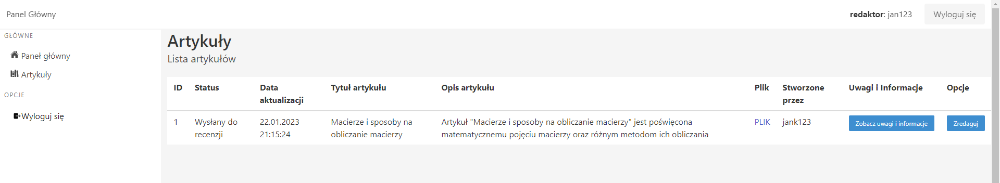 Panel Główny
redaktor: jan123
Wyloguj się
GŁÓWNE
Paneł główny
Artykuły
OPCJE
Wyloguj się
Artykuły
Lista artykułów
ID Status Data aktualizacji Tytuł artykułu Opis artykułu Plik Stworzone przez Uwagi i Informacje Opcje
1 Wysłany do recenzji 22.01.2023 21:15:24 Macierze i sposoby na obliczanie macierzy Artykuł "Macierze i sposoby na obliczanie macierzy" jest poświęcona matematycznemu pojęciu macierzy oraz różnym metodom ich obliczania PLIK jank123 Zobacz uwagi i informacje Zredaguj